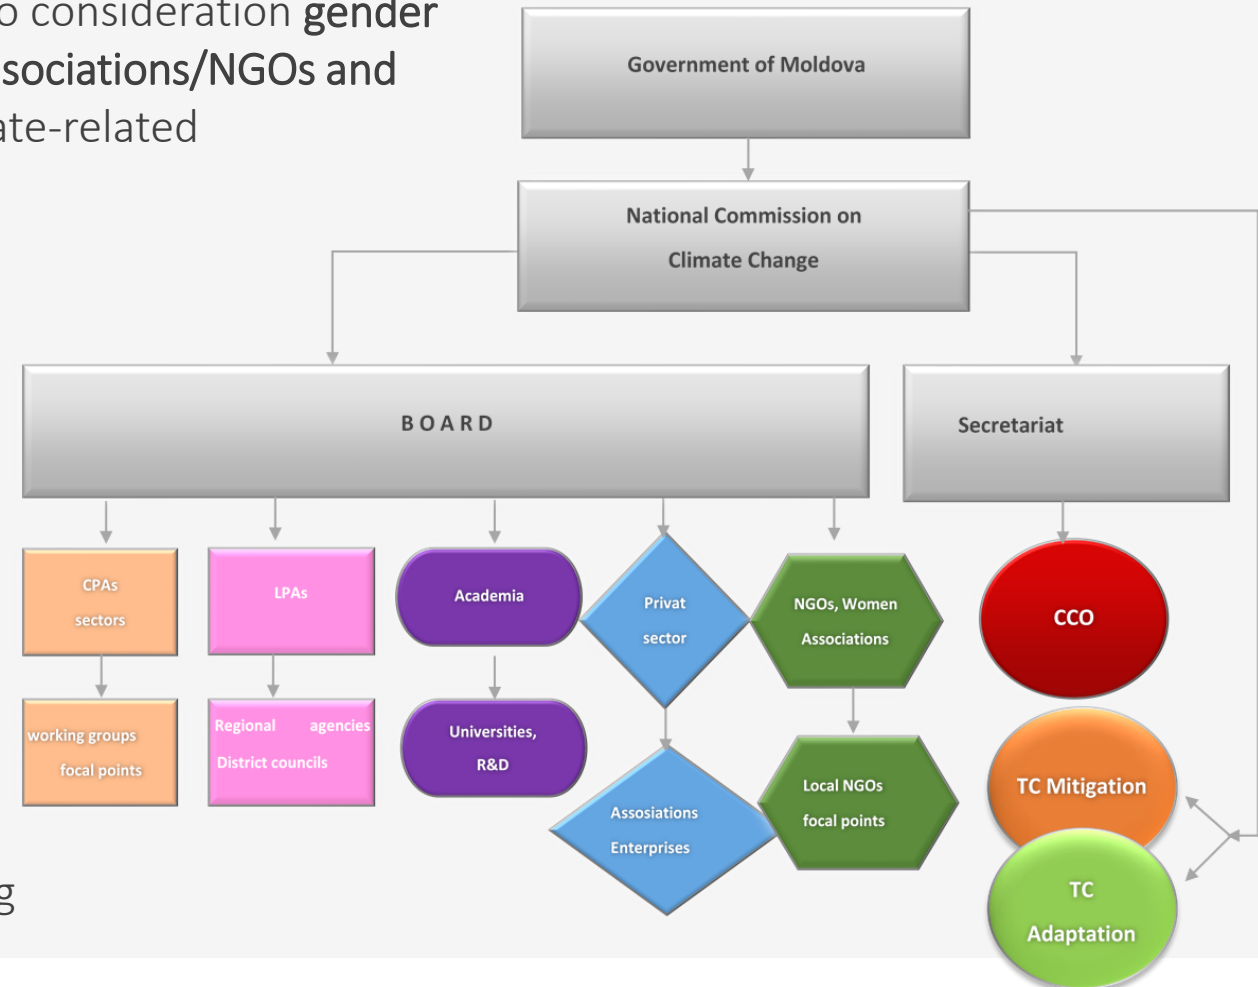 o consideration gender
ssociations/NGOs and
ate-related
Government of Moldova
National Commission on
Climate Change
B O A R D
Secretariat
CPAs
sectors
LPAs
Academia
Privat
sector
NGOs, Women
Associations
CCO
working groups
focal points
Regional agencies
District councils
Universities,
R&D
Assosiations
Enterprises
Local NGOs
focal points
TC Mitigation
TC
Adaptation
g